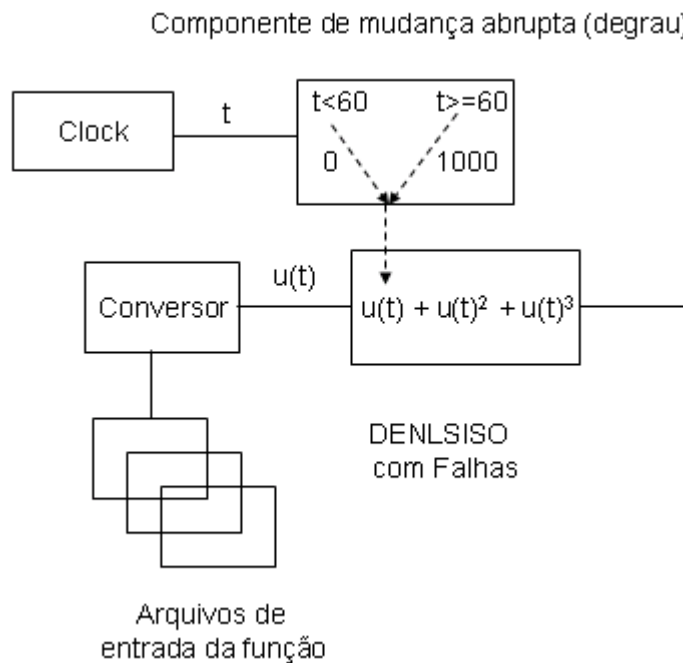 Componente de mudança abrupta (degrau)
t<60 t>=60
Clock
t
0 1000
u(t)
Conversor
u(t) + u(t)² + u(t)³
DENLSISO
com Falhas
Arquivos de
entrada da função